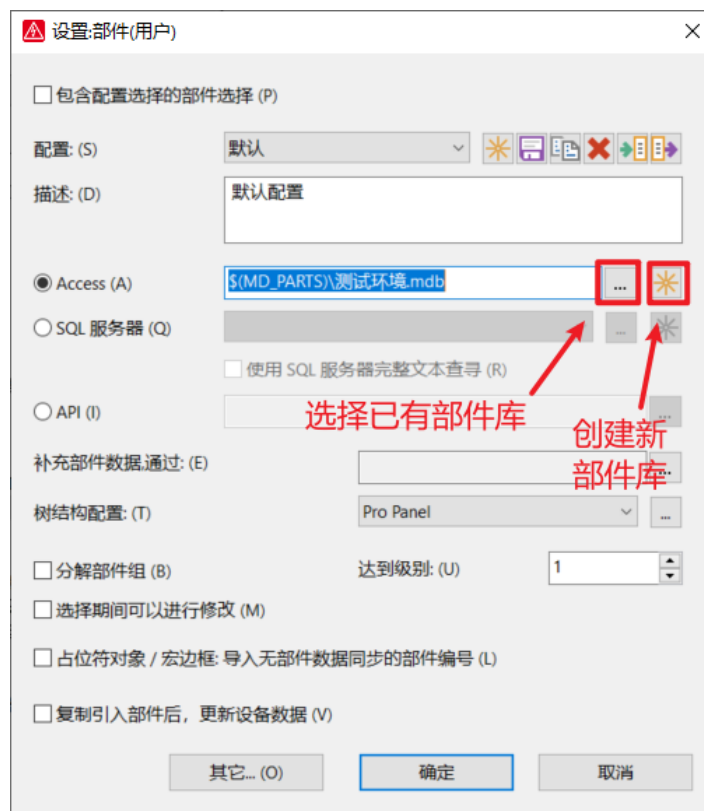 设置:部件(用户)
包含配置选择的部件选择 (P)
配置: (S)
默认
描述: (D)
默认配置
Access (A)
$(MD_PARTS)\测试环境.mdb
...
SQL 服务器 (Q)
...
使用 SQL 服务器完整文本查寻 (R)
API (I)
选择已有部件库
...
创建新
部件库
补充部件数据,通过: (E)
...
树结构配置: (T)
Pro Panel
...
分解部件组 (B)
达到级别: (U)
1
选择期间可以进行修改 (M)
占位符对象 / 宏边框: 导入无部件数据同步的部件编号 (L)
复制引入部件后，更新设备数据 (V)
其它... (O)
确定
取消